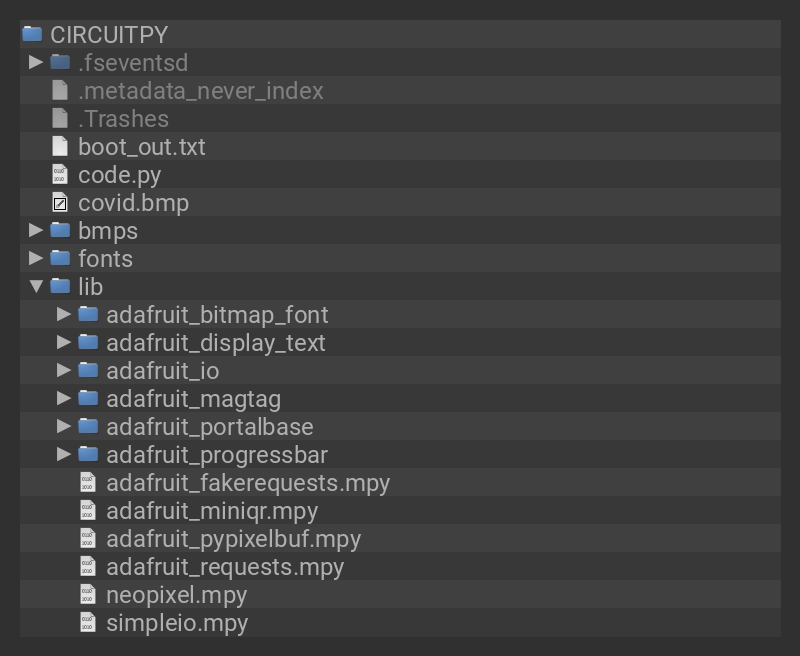 CIRCUITPY
.fseventsd
.metadata_never_index
.Trashes
boot_out.txt
code.py
covid.bmp
bmps
fonts
lib
adafruit_bitmap_font
adafruit_display_text
adafruit_io
adafruit_magtag
adafruit_portalbase
adafruit_progressbar
adafruit_fakerequests.mpy
adafruit_miniqr.mpy
adafruit_pypixelbuf.mpy
adafruit_requests.mpy
neopixel.mpy
simpleio.mpy